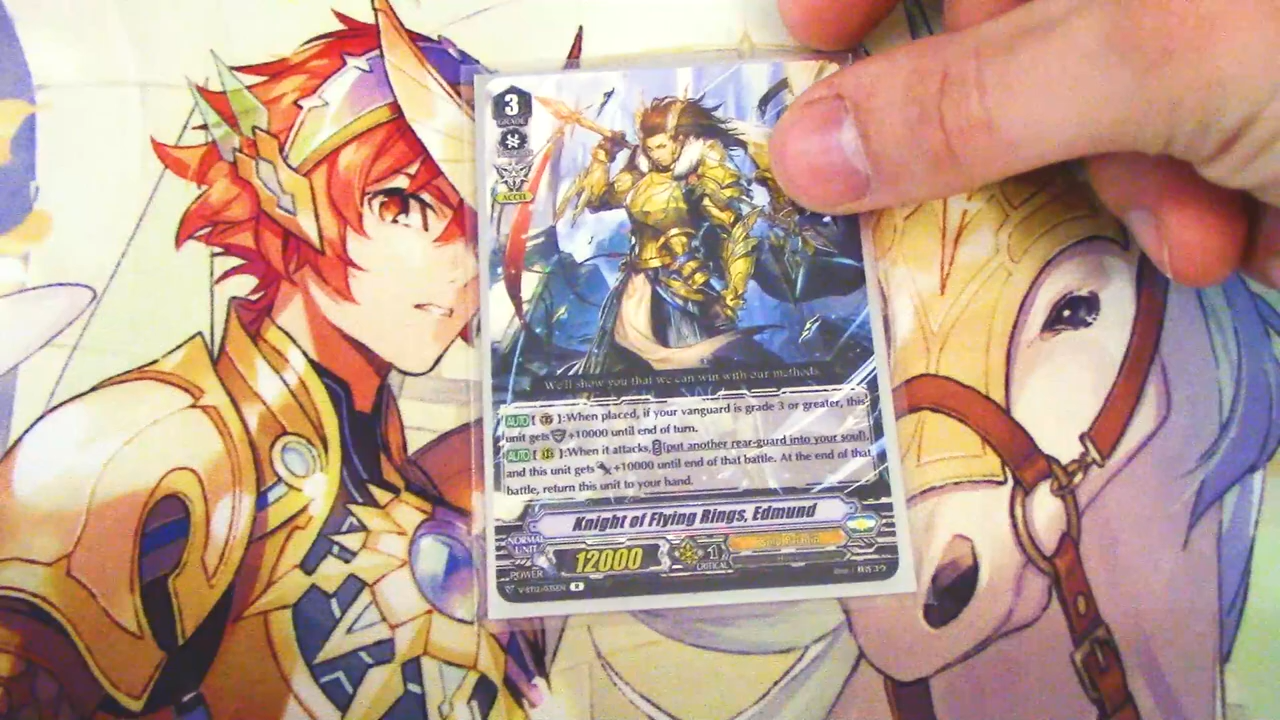 3
GRADE
ACCEL
We'll show you that we can win with our methods.
AUTO [ ]:When placed, if your vanguard is grade 3 or greater, this
unit gets +10000 until end of turn.
AUTO [ ]:When it attacks, [put another rear-guard into your soul],
and this unit gets +10000 until end of that battle. At the end of that
battle, return this unit to your hand.
Knight of Flying Rings, Edmund
NORMAL
UNIT
POWER
12000
1
CRITICAL
R